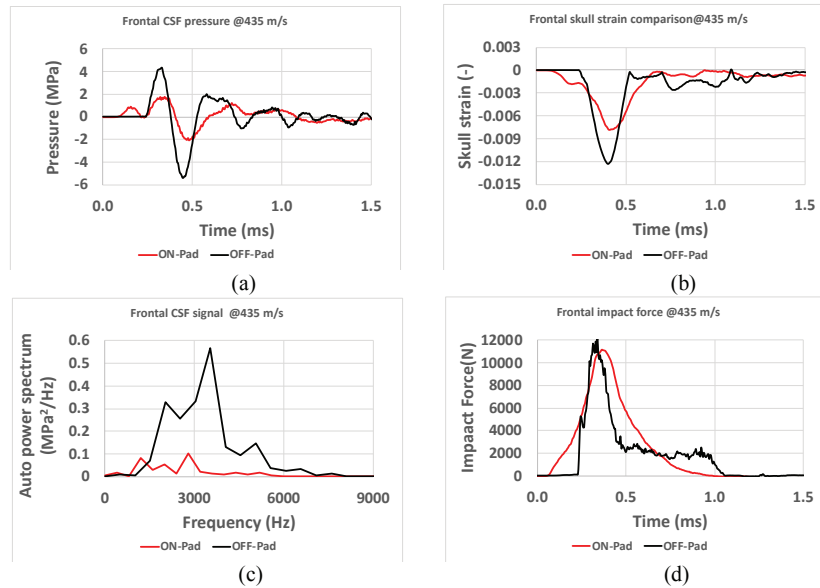 Frontal CSF pressure @435 m/s
Pressure (MPa)
6
4
2
0
-2
-4
-6
0.0 0.5 1.0 1.5
Time (ms)
ON-Pad OFF-Pad
(a)
Frontal skull strain comparison@435 m/s
Skull strain (-)
0.003
0
-0.003
-0.006
-0.009
-0.012
-0.015
0.0 0.5 1.0 1.5
Time (ms)
ON-Pad OFF-Pad
(b)
Frontal CSF signal @435 m/s
Auto power spectrum
(MPa²/Hz)
0.6
0.5
0.4
0.3
0.2
0.1
0
0 3000 6000 9000
Frequency (Hz)
ON-Pad OFF-Pad
(c)
Frontal impact force @435 m/s
Impaact Force(N)
12000
10000
8000
6000
4000
2000
0
0.0 0.5 1.0 1.5
Time (ms)
ON-Pad OFF-Pad
(d)